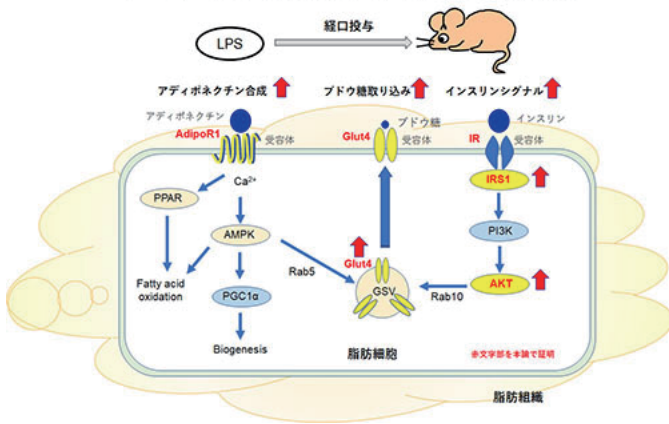 LPS
経口投与
アディポネクチン合成
ブドウ糖取り込み
インスリンシグナル
アディポネクチン
ブドウ糖
インスリン
AdipoR1
受容体
Glut4
受容体
IR
受容体
Ca²⁺
IRS1
PPAR
AMPK
PI3K
Glut4
Rab5
Fatty acid
oxidation
PGC1α
GSV
Rab10
AKT
Biogenesis
脂肪細胞
赤文字部を本論で証明
脂肪組織